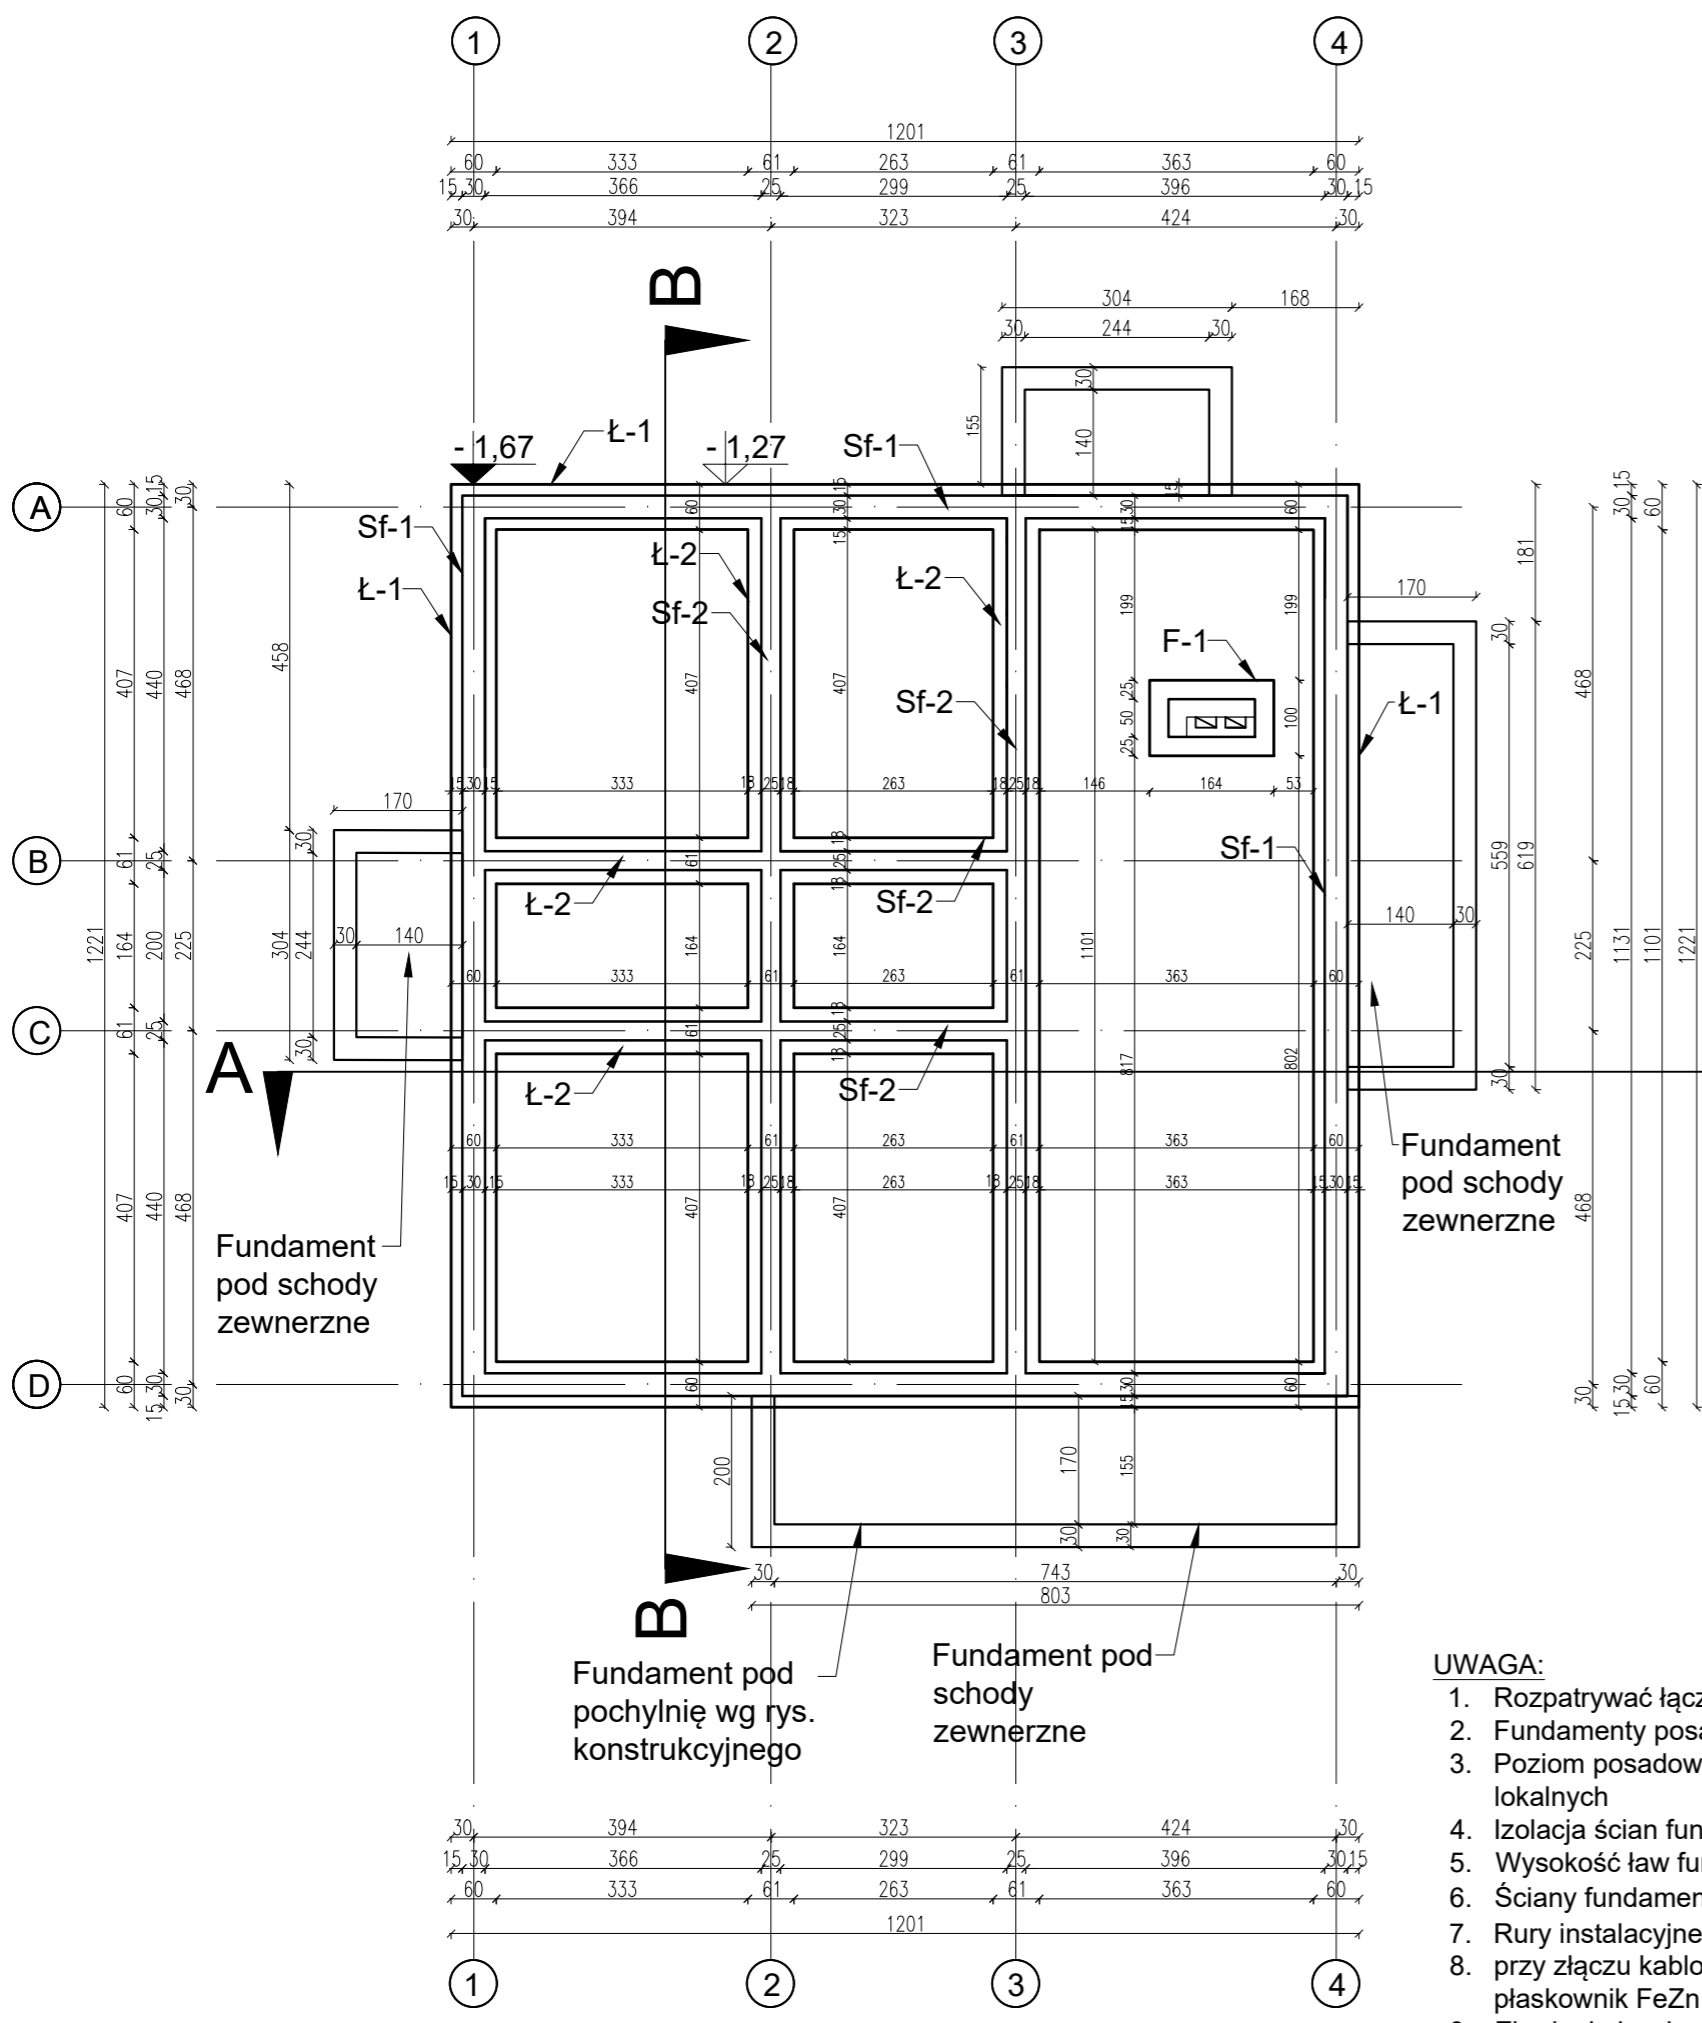 1 2 3 4
1201
60 333 61 263 61 363 60
15 30 366 25 299 25 396 30 15
30 394 323 424 30
B
304 168
30 244 30
155 30 140
- 1,67 Ł-1 - 1,27 Sf-1
A
Sf-1
Ł-1
Ł-2
Sf-2
Ł-2
Sf-2
F-1
Ł-1
170
181
15 30 15 60 30
60 30 15 30
458
407 440 468
407 407 199 199
25 50 25 100
468
15 30 15 333 18 25 18 263 18 25 18 146 164 53
170
B
Sf-1
Ł-2
Sf-2
30 140
140 30
30 304 244 30
30 559 619 30
61 25
1221 164 200 225
164 164 1101
225 1131 1101 1221
60 333 61 263 61 363 60
C
61 25
A
Ł-2
Sf-2
817 802
60 333 61 263 61 363 60
15 30 15 333 18 25 18 263 18 25 18 363 15 30 15
407 440 468
407 407
468
Fundament
pod schody
zewnerzne
Fundament
pod schody
zewnerzne
D
60 15 30 30
30 15 30 60
200 170 155
30 30
30 743 30
803
B
Fundament pod
pochylnię wg rys.
konstrukcyjnego
Fundament pod
schody
zewnerzne
UWAGA:
1. Rozpatrywać łącz
2. Fundamenty posa
3. Poziom posadow
lokalnych
4. Izolacja ścian fun
5. Wysokość ław fu
6. Ściany fundamen
7. Rury instalacyjne
8. przy złączu kablo
płaskownik FeZn
30 394 323 424 30
15 30 366 25 299 25 396 30 15
60 333 61 263 61 363 60
1201
1 2 3 4